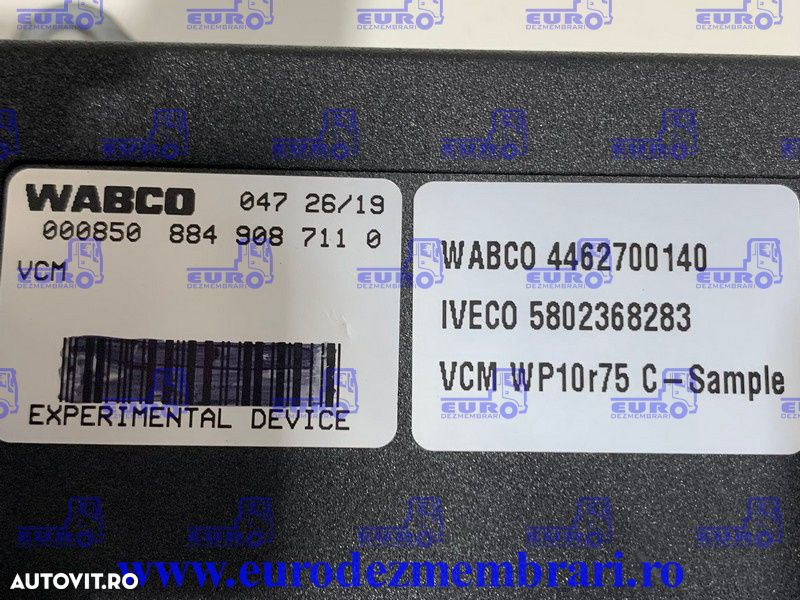 WABCO 047 26/19
000850 884 908 711 0
VCM
EXPERIMENTAL DEVICE
WABCO 4462700140
IVECO 5802368283
VCM WP10r75 C-Sample
EURO
DEZMEMBRARI
www.eurodezmembrari.ro
AUTOVIT.RO